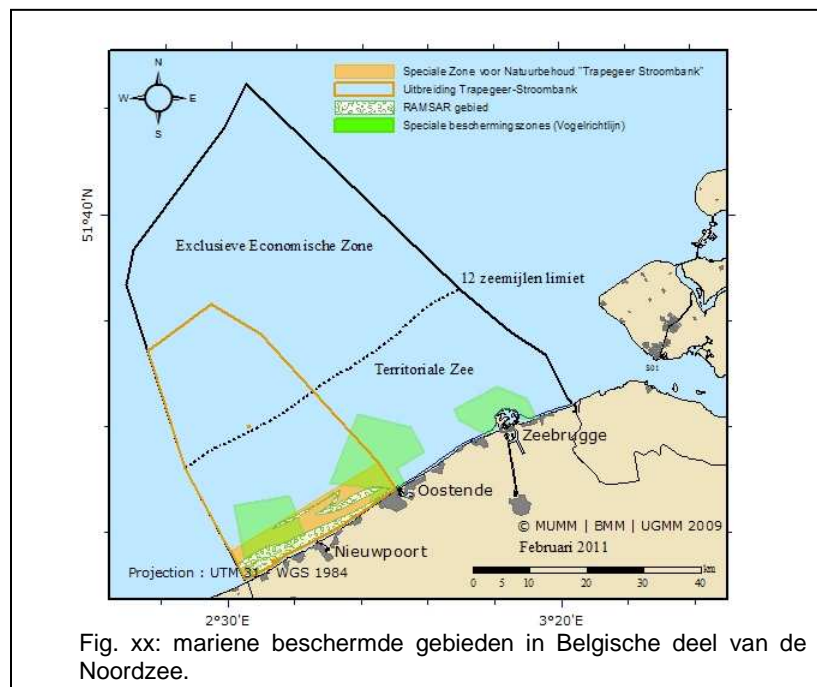 N
W E
S
Speciale Zone voor Natuurbehoud "Trapegeer Stroombank"
Uitbreiding Trapegeer-Stroombank
RAMSAR gebied
Speciale beschermingszones (Vogelrichtlijn)
51°40'N
Exclusieve Economische Zone
12 zeemijlen limiet
Territoriale Zee
Zeebrugge
Oostende
© MUMM | BMM | UGMM 2009
Nieuwpoort
Februari 2011
Projection : UTM 31 - WGS 1984
km
0 5 10 20 30 40
2°30'E
3°20'E
Fig. xx: mariene beschermde gebieden in Belgische deel van de
Noordzee.